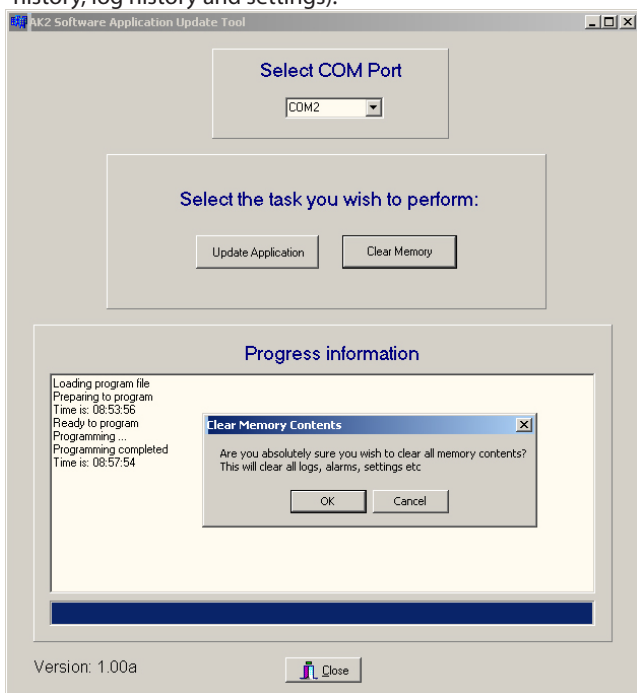 history, log history and settings).
AK2 Software Application Update Tool
Select COM Port
COM2
Select the task you wish to perform:
Update Application
Clear Memory
Progress information
Loading program file
Preparing to program
Time is: 08:53:56
Ready to program
Programming ...
Programming completed
Time is: 08:57:54
Clear Memory Contents
Are you absolutely sure you wish to clear all memory contents?
This will clear all logs, alarms, settings etc
OK
Cancel
Version: 1.00a
Close